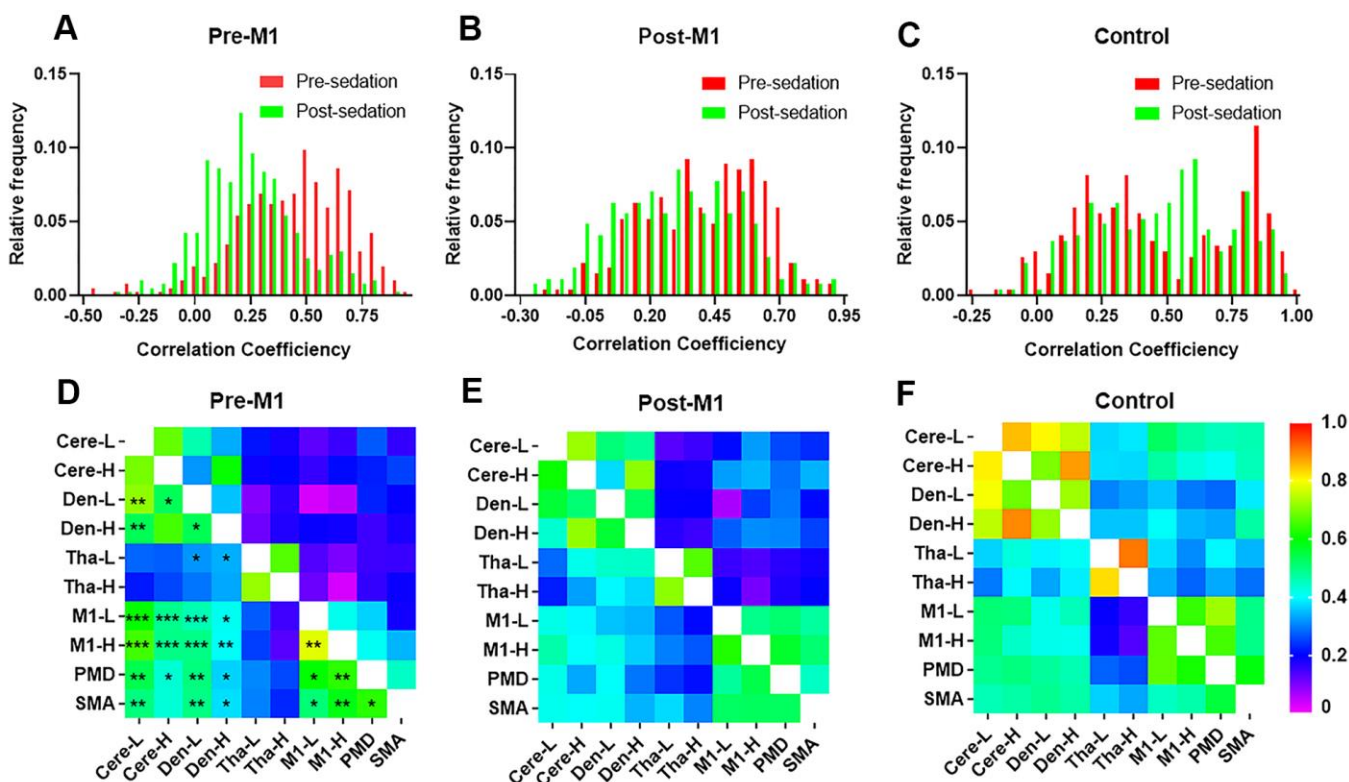 A
Pre-M1
B
Post-M1
C
Control
0.15
0.10
0.05
0.00
Relative frequency
Pre-sedation
Post-sedation
-0.50
-0.25
0.00
0.25
0.50
0.75
Correlation Coefficiency
0.15
0.10
0.05
0.00
Relative frequency
Pre-sedation
Post-sedation
-0.30
-0.05
0.20
0.45
0.70
0.95
Correlation Coefficiency
0.15
0.10
0.05
0.00
Relative frequency
Pre-sedation
Post-sedation
-0.25
0.00
0.25
0.50
0.75
1.00
Correlation Coefficiency
D
Pre-M1
E
Post-M1
F
Control
Cere-L
Cere-H
Den-L ** *
Den-H ** *
Tha-L * *
Tha-H
M1-L *** *** *** *
M1-H *** *** *** ** **
PMD ** * ** * * **
SMA ** ** * * ** *
Cere-L
Cere-H
Den-L
Den-H
Tha-L
Tha-H
M1-L
M1-H
PMD
SMA
Cere-L
Cere-H
Den-L
Den-H
Tha-L
Tha-H
M1-L
M1-H
PMD
SMA
Cere-L
Cere-H
Den-L
Den-H
Tha-L
Tha-H
M1-L
M1-H
PMD
SMA
Cere-L
Cere-H
Den-L
Den-H
Tha-L
Tha-H
M1-L
M1-H
PMD
SMA
Cere-L
Cere-H
Den-L
Den-H
Tha-L
Tha-H
M1-L
M1-H
PMD
SMA
1.0
0.8
0.6
0.4
0.2
0